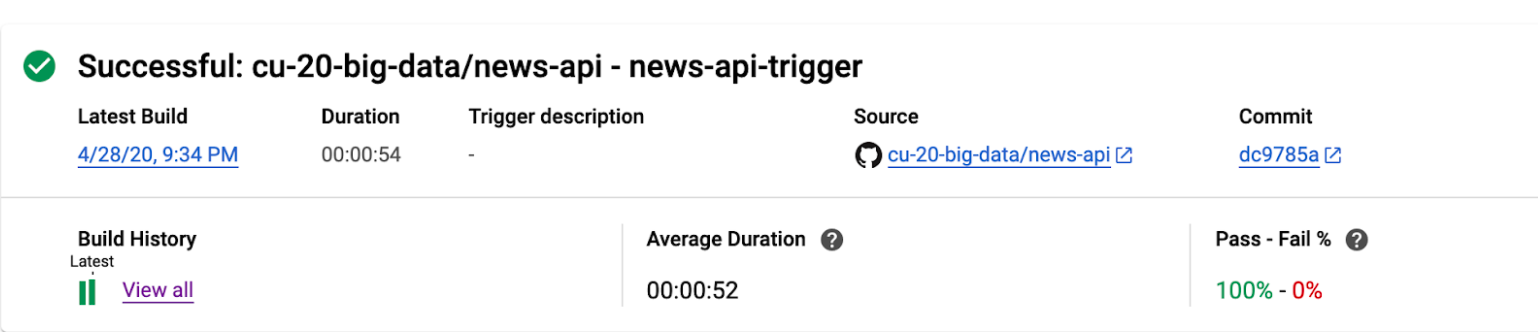 Successful: cu-20-big-data/news-api - news-api-trigger
Latest Build Duration Trigger description Source Commit
4/28/20, 9:34 PM 00:00:54 - cu-20-big-data/news-api dc9785a
Build History Average Duration Pass - Fail %
Latest
View all 00:00:52 100% - 0%